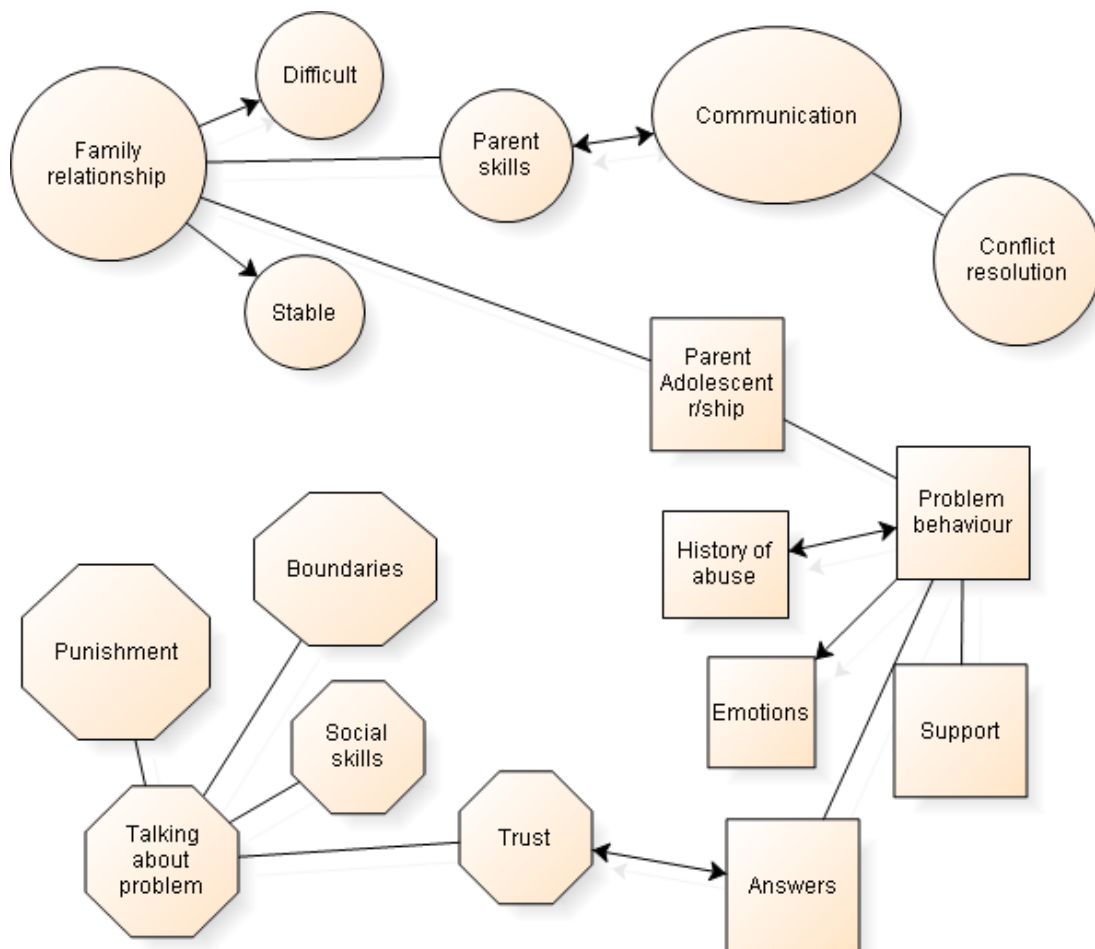 Difficult
Family
relationship
Parent
skills
Communication
Conflict
resolution
Stable
Parent
Adolescent
r/ship
Problem
behaviour
History of
abuse
Boundaries
Punishment
Emotions
Support
Social
skills
Talking
about
problem
Trust
Answers